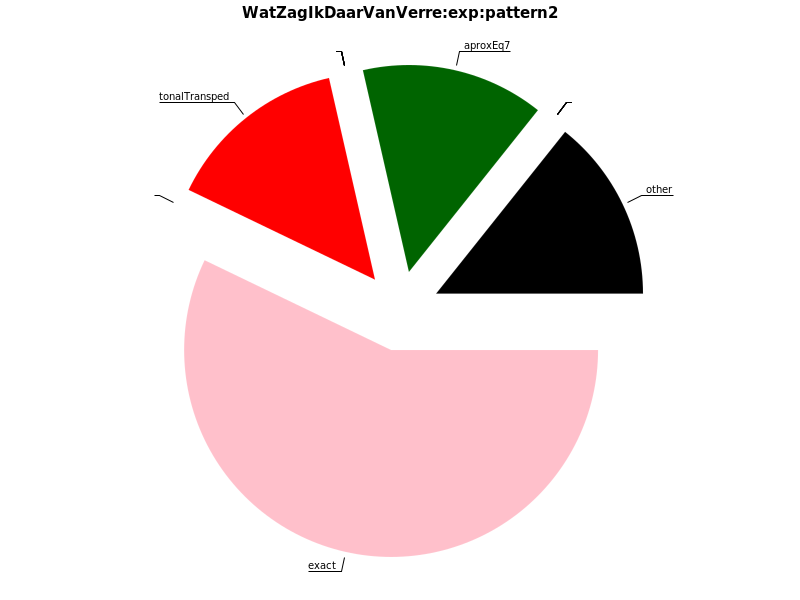 WatZagIkDaarVanVerre:exp:pattern2
aproxEq7
tonalTransped
other
exact